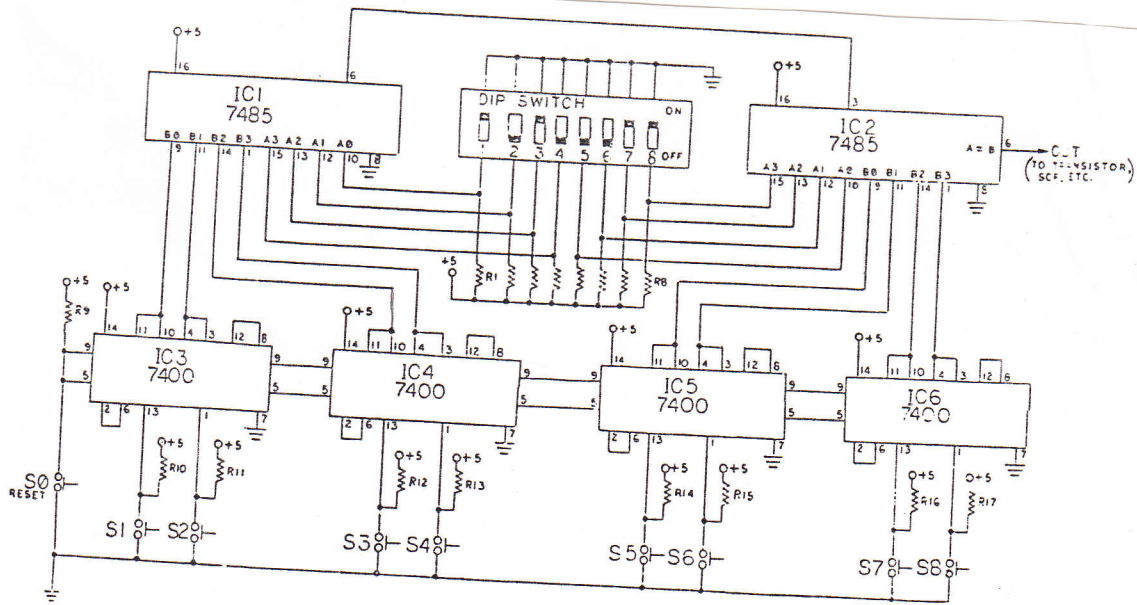 +5
16
6
IC1
7485
B0 B1 B2 B3 A3 A2 A1 A0
9 11 14 1 15 13 12 10 8
DIP SWITCH ON
1 2 3 4 5 6 7 8 OFF
+5
16
3
IC2
7485
A = B
6
OUT
(TO TRANSISTOR, SCR, ETC.)
A3 A2 A1 A0 B0 B1 B2 B3
15 13 12 10 9 11 14 1 8
+5
R1
R8
+5
R9
+5
14 11 10 4 3 12 8
9
5
IC3
7400
9
5
2 6 13 1 7
+5
14 11 10 4 3 12 8
9
5
IC4
7400
9
5
2 6 13 1 7
+5
14 11 10 4 3 12 8
9
5
IC5
7400
9
5
2 6 13 1 7
+5
14 11 10 4 3 12 8
9
5
IC6
7400
2 6 13 1 7
+5
R10
+5
R11
+5
R12
+5
R13
+5
R14
+5
R15
+5
R16
+5
R17
S0
RESET
S1
S2
S3
S4
S5
S6
S7
S8